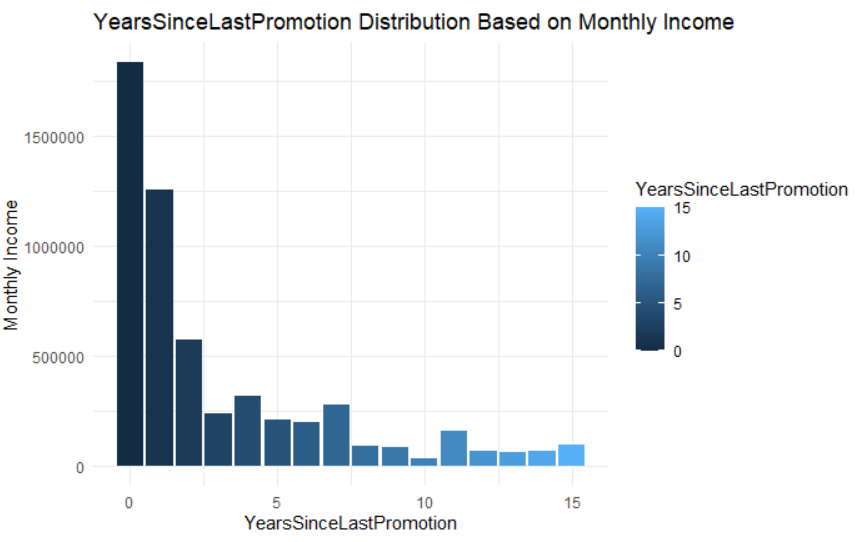 YearsSinceLastPromotion Distribution Based on Monthly Income
Monthly Income
1500000
1000000
500000
0
0 5 10 15
YearsSinceLastPromotion
YearsSinceLastPromotion
15
10
5
0